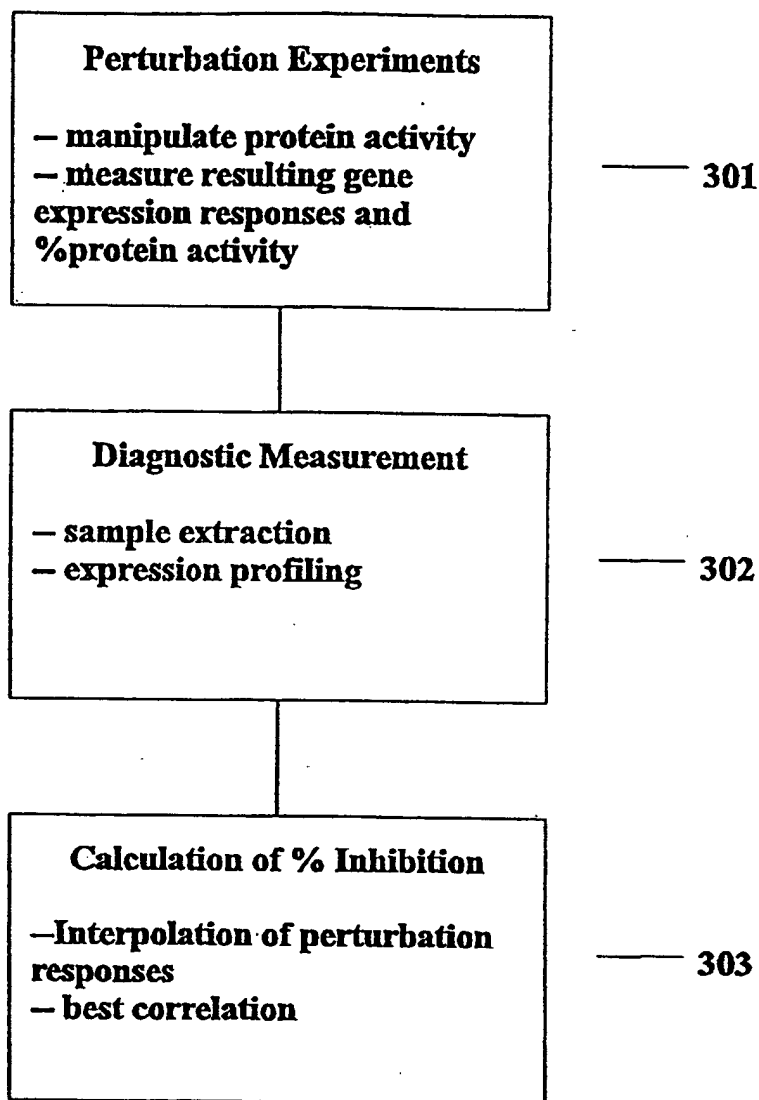 Perturbation Experiments
– manipulate protein activity
– measure resulting gene
expression responses and
%protein activity
301
Diagnostic Measurement
– sample extraction
– expression profiling
302
Calculation of % Inhibition
–Interpolation of perturbation
responses
– best correlation
303